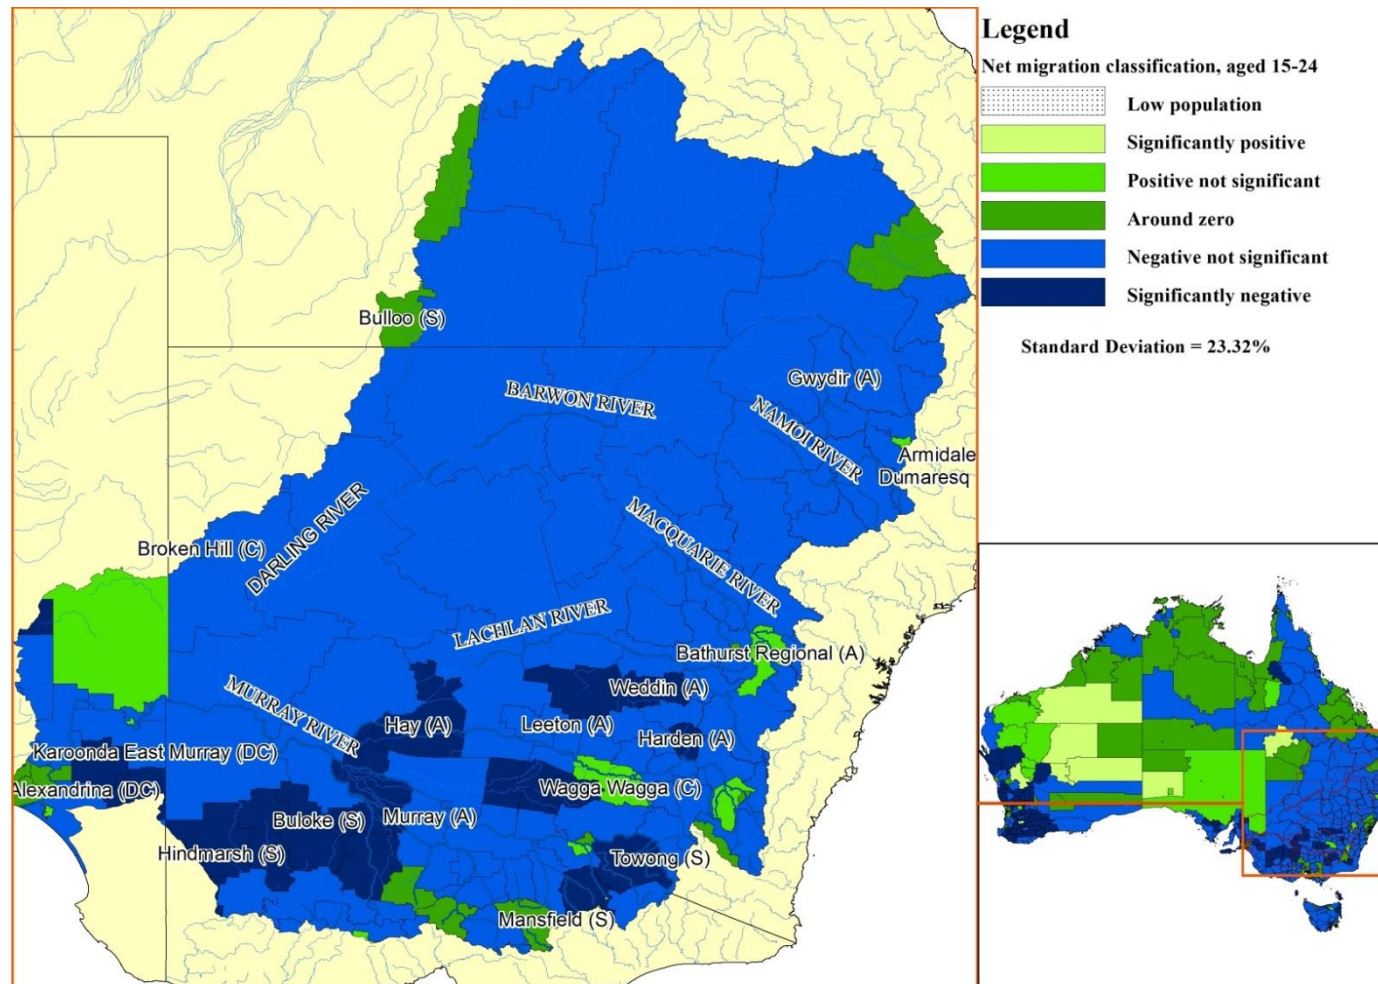 Legend
Net migration classification, aged 15-24
Low population
Significantly positive
Positive not significant
Around zero
Negative not significant
Significantly negative
Standard Deviation = 23.32%
Bulloo (S)
Gwydir (A)
BARWON RIVER
NAMOI RIVER
Armidale
Dumaresq
MACQUARIE RIVER
DARLING RIVER
Broken Hill (C)
LACHLAN RIVER
Bathurst Regional (A)
Weddin (A)
MURRAY RIVER
Hay (A)
Leeton (A)
Harden (A)
Karoonda East Murray (DC)
Alexandrina (DC)
Wagga Wagga (C)
Buloke (S)
Murray (A)
Hindmarsh (S)
Towong (S)
Mansfield (S)